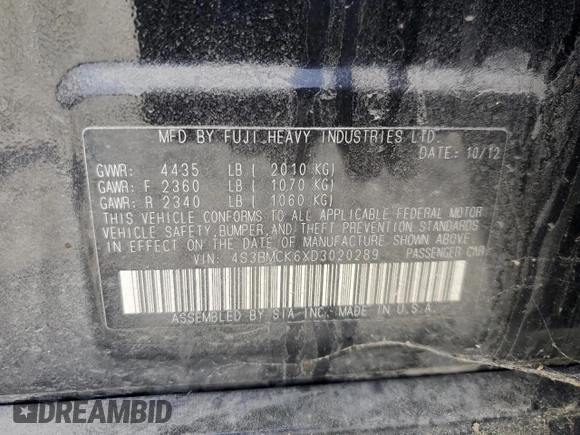 MFD BY FUJI HEAVY INDUSTRIES LTD.
DATE: 10/12
GVWR: 4435 LB ( 2010 KG)
GAWR: F 2360 LB ( 1070 KG)
GAWR: R 2340 LB ( 1060 KG)
THIS VEHICLE CONFORMS TO ALL APPLICABLE FEDERAL MOTOR
VEHICLE SAFETY, BUMPER, AND THEFT PREVENTION STANDARDS
IN EFFECT ON THE DATE OF MANUFACTURE SHOWN ABOVE
VIN: 4S3BMCK6XD3020289 PASSENGER CAR
ASSEMBLED BY SIA INC. MADE IN U.S.A.
DREAMBID